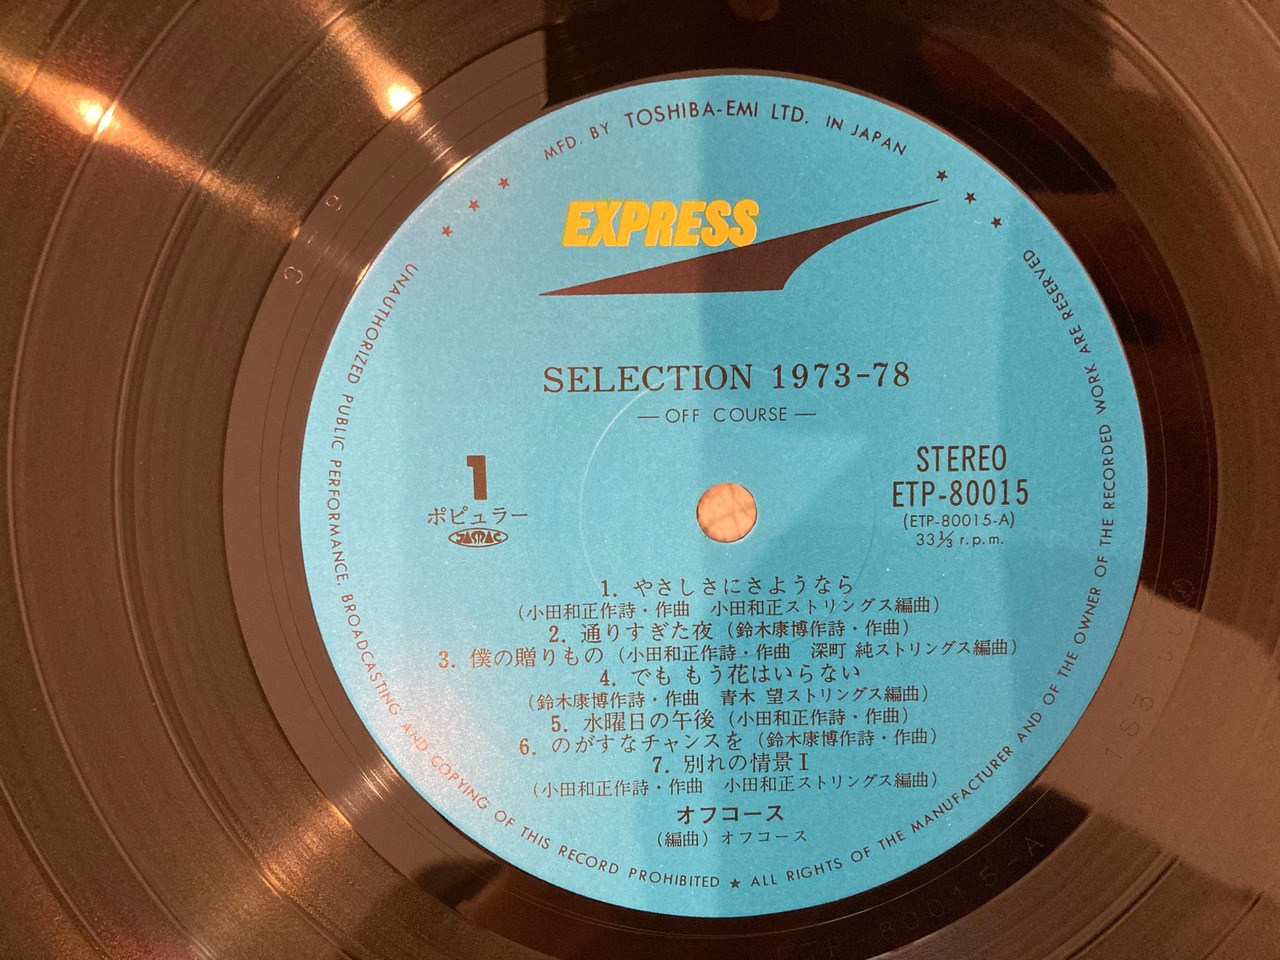 MFD. BY TOSHIBA-EMI LTD. IN JAPAN
EXPRESS
SELECTION 1973-78
— OFF COURSE —
1
ポピュラー
JASRAC
STEREO
ETP-80015
(ETP-80015-A)
33⅓ r.p.m.
1. やさしさにさようなら
(小田和正作詩・作曲 小田和正ストリングス編曲)
2. 通りすぎた夜 (鈴木康博作詩・作曲)
3. 僕の贈りもの (小田和正作詩・作曲 深町 純ストリングス編曲)
4. でも もう花はいらない
(鈴木康博作詩・作曲 青木 望ストリングス編曲)
5. 水曜日の午後 (小田和正作詩・作曲)
6. のがすなチャンスを (鈴木康博作詩・作曲)
7. 別れの情景 I
(小田和正作詩・作曲 小田和正ストリングス編曲)
オフコース
(編曲) オフコース
UNAUTHORIZED PUBLIC PERFORMANCE, BROADCASTING AND COPYING OF THIS RECORD PROHIBITED ★ ALL RIGHTS OF THE MANUFACTURER AND OF THE OWNER OF THE RECORDED WORK ARE RESERVED